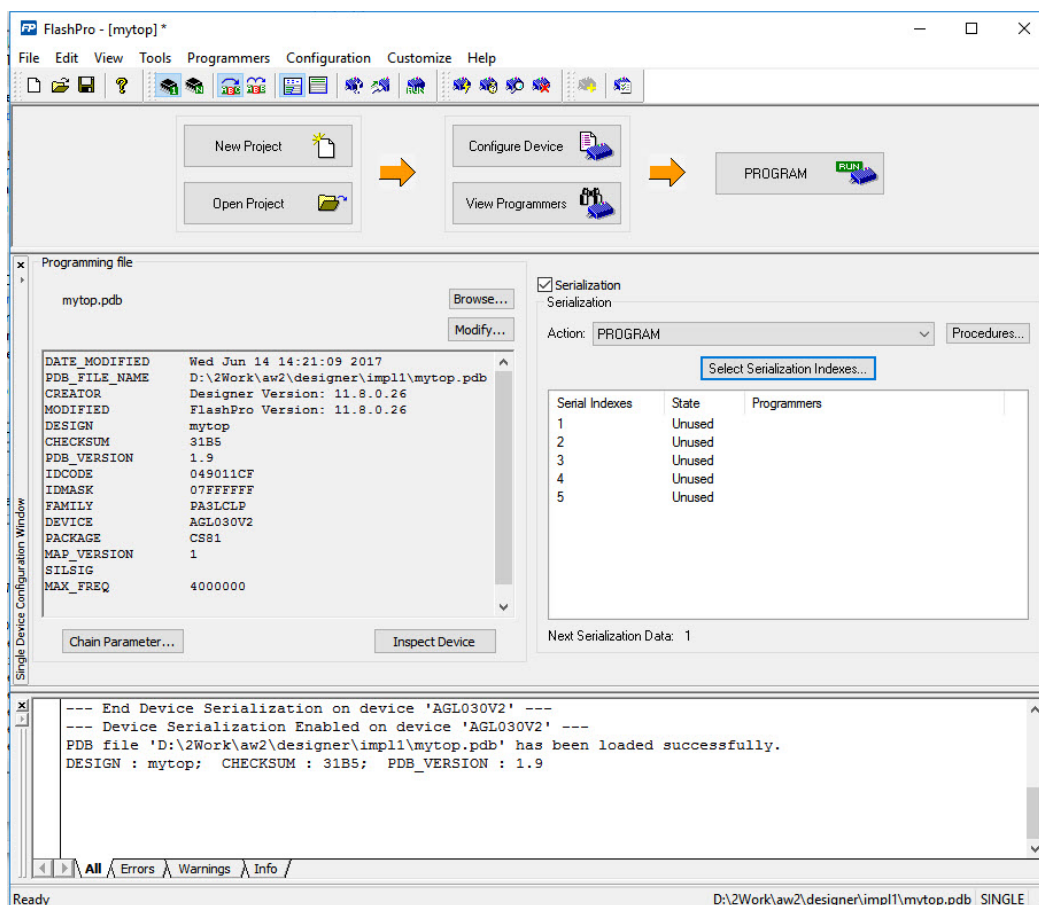 FlashPro - [mytop] *
File Edit View Tools Programmers Configuration Customize Help
New Project
Open Project
Configure Device
View Programmers
PROGRAM
RUN
Single Device Configuration Window
Programming file
mytop.pdb
Browse...
Modify...
DATE_MODIFIED Wed Jun 14 14:21:09 2017
PDB_FILE_NAME D:\2Work\aw2\designer\impl1\mytop.pdb
CREATOR Designer Version: 11.8.0.26
MODIFIED FlashPro Version: 11.8.0.26
DESIGN mytop
CHECKSUM 31B5
PDB_VERSION 1.9
IDCODE 049011CF
IDMASK 07FFFFFF
FAMILY PA3LCLP
DEVICE AGL030V2
PACKAGE CS81
MAP_VERSION 1
SILSIG
MAX_FREQ 4000000
Chain Parameter...
Inspect Device
Serialization
Serialization
Action: PROGRAM
Procedures...
Select Serialization Indexes...
Serial Indexes State Programmers
1 Unused
2 Unused
3 Unused
4 Unused
5 Unused
Next Serialization Data: 1
--- End Device Serialization on device 'AGL030V2' ---
--- Device Serialization Enabled on device 'AGL030V2' ---
PDB file 'D:\2Work\aw2\designer\impl1\mytop.pdb' has been loaded successfully.
DESIGN : mytop; CHECKSUM : 31B5; PDB_VERSION : 1.9
All Errors Warnings Info
Ready
D:\2Work\aw2\designer\impl1\mytop.pdb SINGLE